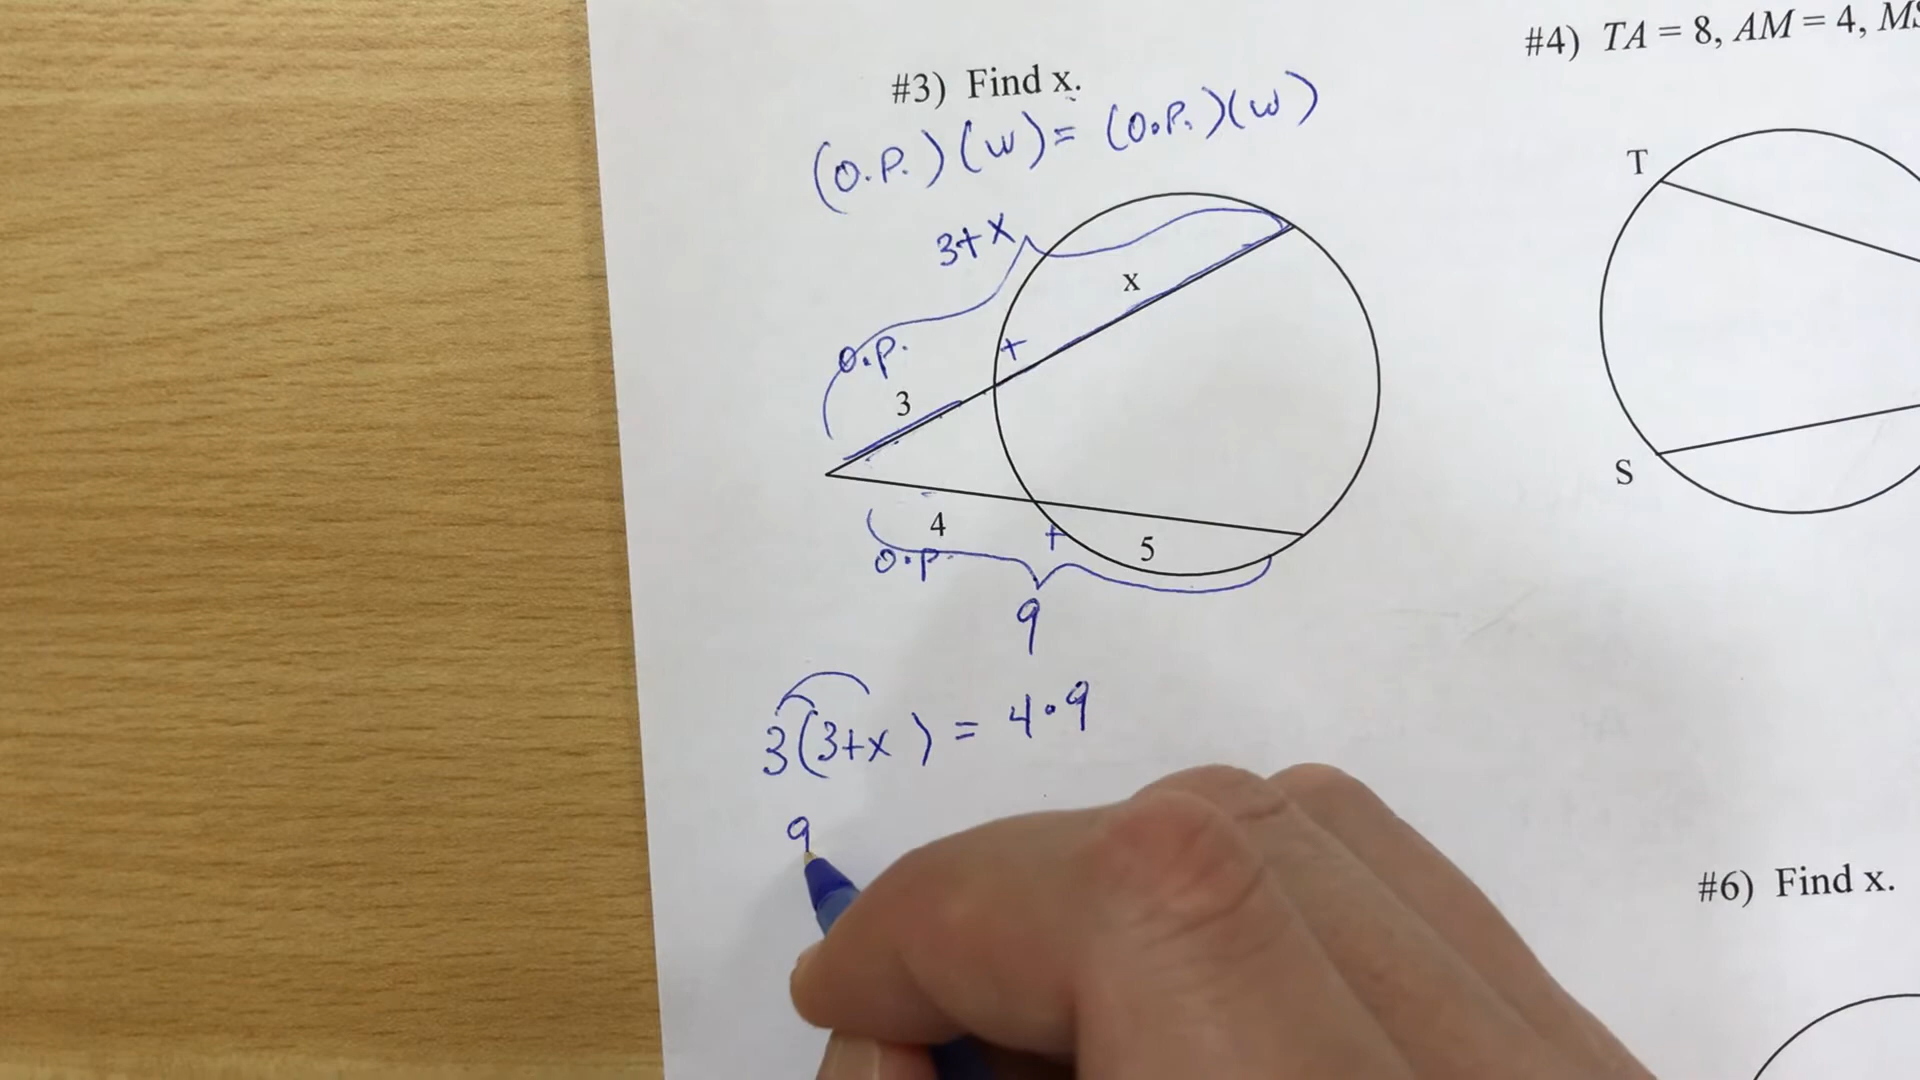 #3) Find x.
(O.P.)(w) = (O.P.)(w)
3+x
x
O.P.
+
3
4
+
5
O.P.
9
3(3+x) = 4·9
9
#4) TA = 8, AM = 4,
T
S
#6) Find x.